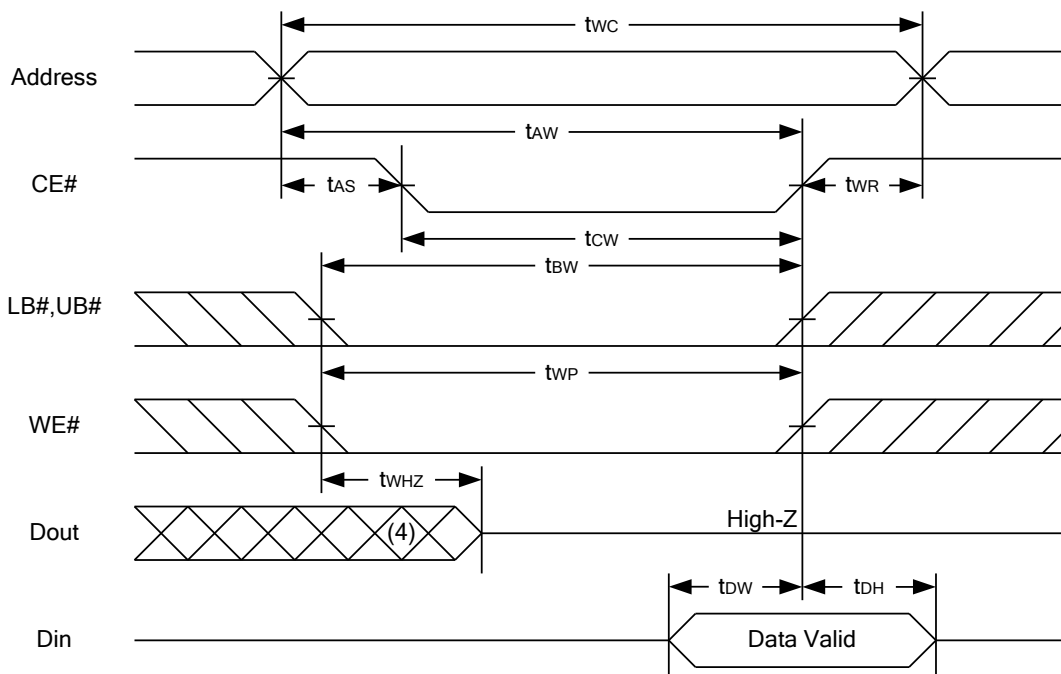 tWC
Address
tAW
CE#
tAS
tWR
tCW
tBW
LB#,UB#
tWP
WE#
tWHZ
Dout
(4)
High-Z
tDW
tDH
Din
Data Valid